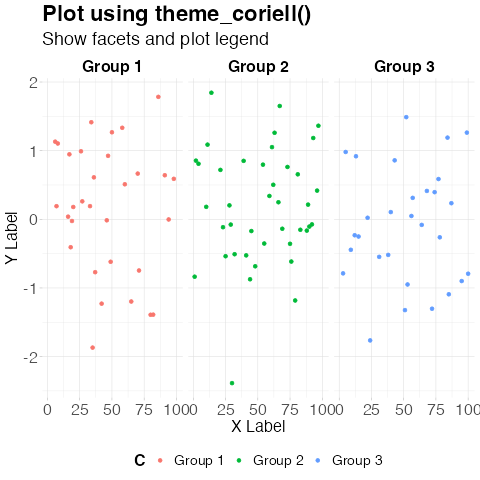 Plot using theme_coriell()
Show facets and plot legend
Group 1 Group 2 Group 3
2
1
0
-1
-2
0 25 50 75 100 0 25 50 75 100 0 25 50 75 100
X Label
Y Label
C Group 1 Group 2 Group 3